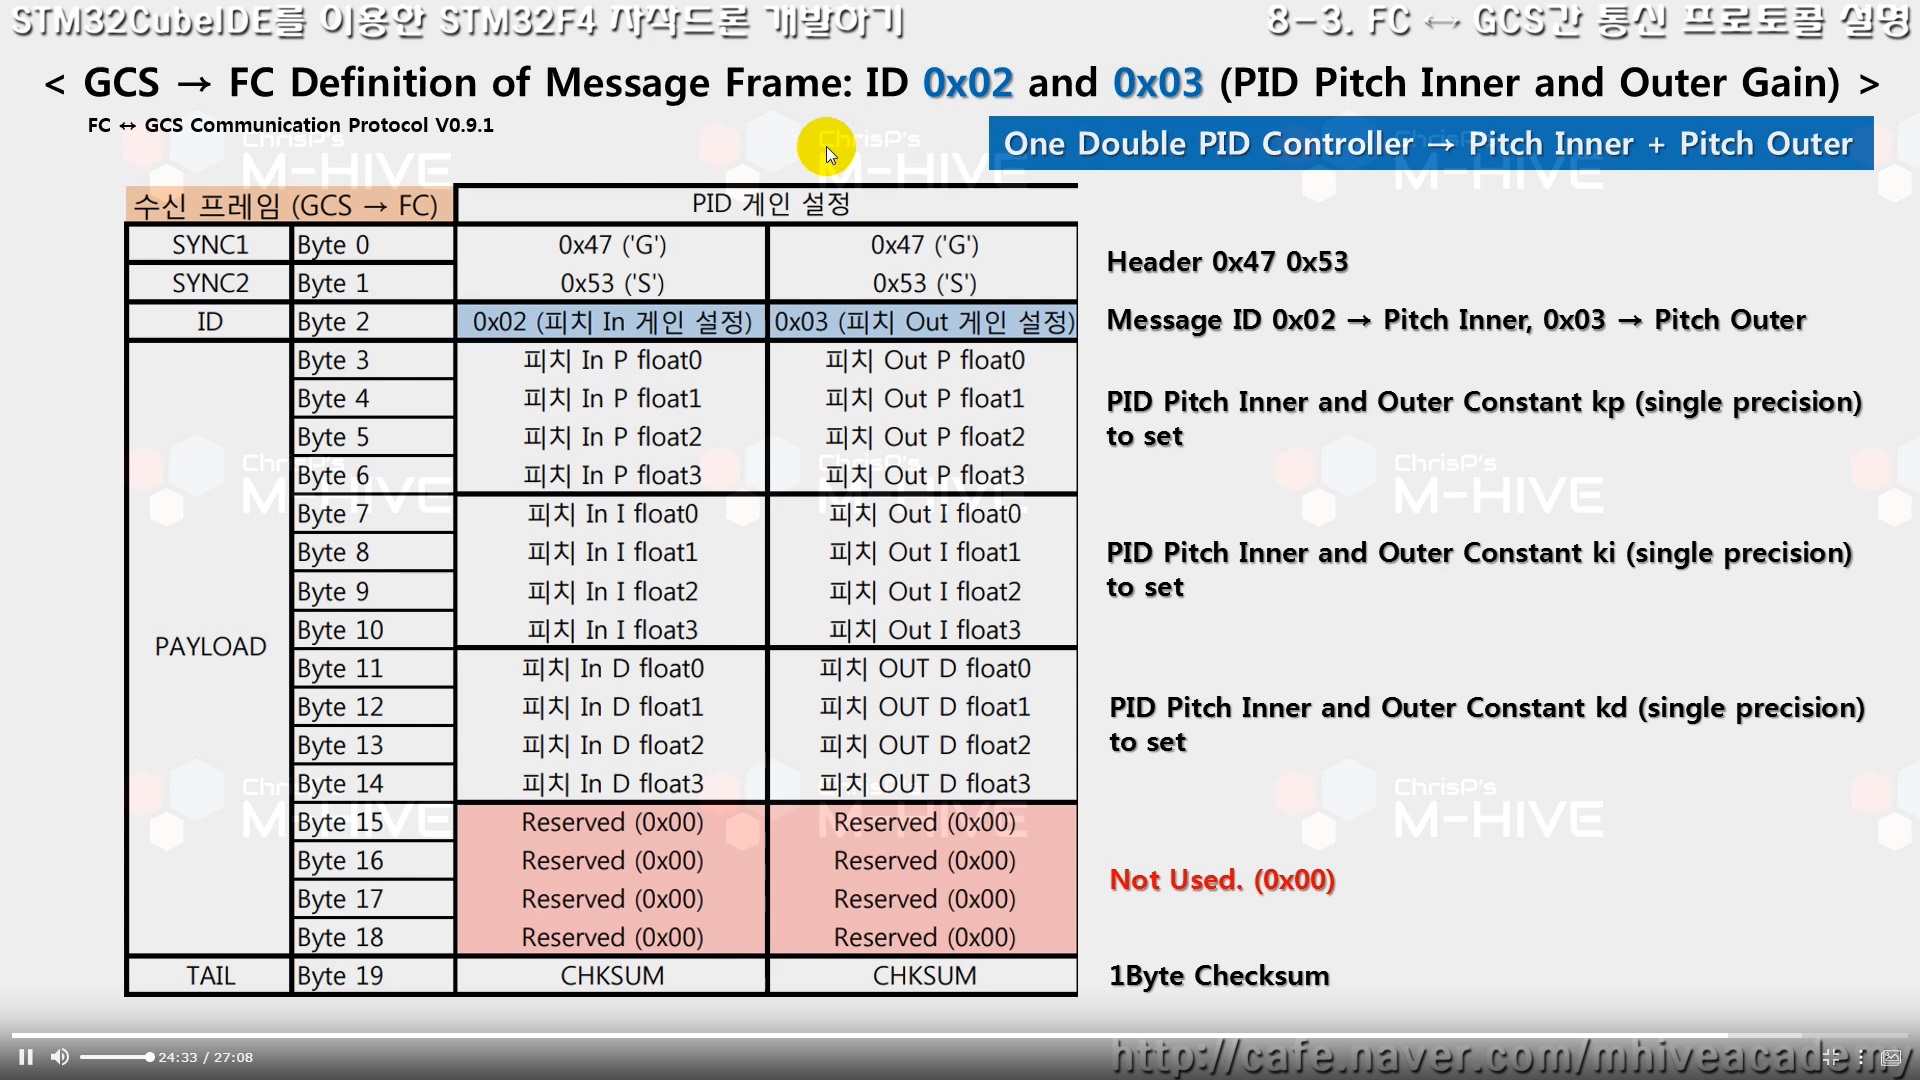 STM32CubeIDE를 이용한 STM32F4 자작드론 개발하기
8-3. FC ↔ GCS간 통신 프로토콜 설명
< GCS → FC Definition of Message Frame: ID 0x02 and 0x03 (PID Pitch Inner and Outer Gain) >
FC ↔ GCS Communication Protocol V0.9.1
One Double PID Controller → Pitch Inner + Pitch Outer
수신 프레임 (GCS → FC) PID 게인 설정
SYNC1 Byte 0 0x47 ('G') 0x47 ('G')
SYNC2 Byte 1 0x53 ('S') 0x53 ('S')
Header 0x47 0x53
ID Byte 2 0x02 (피치 In 게인 설정) 0x03 (피치 Out 게인 설정)
Message ID 0x02 → Pitch Inner, 0x03 → Pitch Outer
PAYLOAD
Byte 3 피치 In P float0 피치 Out P float0
Byte 4 피치 In P float1 피치 Out P float1
Byte 5 피치 In P float2 피치 Out P float2
Byte 6 피치 In P float3 피치 Out P float3
PID Pitch Inner and Outer Constant kp (single precision)
to set
Byte 7 피치 In I float0 피치 Out I float0
Byte 8 피치 In I float1 피치 Out I float1
Byte 9 피치 In I float2 피치 Out I float2
Byte 10 피치 In I float3 피치 Out I float3
PID Pitch Inner and Outer Constant ki (single precision)
to set
Byte 11 피치 In D float0 피치 OUT D float0
Byte 12 피치 In D float1 피치 OUT D float1
Byte 13 피치 In D float2 피치 OUT D float2
Byte 14 피치 In D float3 피치 OUT D float3
PID Pitch Inner and Outer Constant kd (single precision)
to set
Byte 15 Reserved (0x00) Reserved (0x00)
Byte 16 Reserved (0x00) Reserved (0x00)
Byte 17 Reserved (0x00) Reserved (0x00)
Byte 18 Reserved (0x00) Reserved (0x00)
Not Used. (0x00)
TAIL Byte 19 CHKSUM CHKSUM
1Byte Checksum
ChrisP's
M-HIVE
24:33 / 27:08
http://cafe.naver.com/mhiveacademy